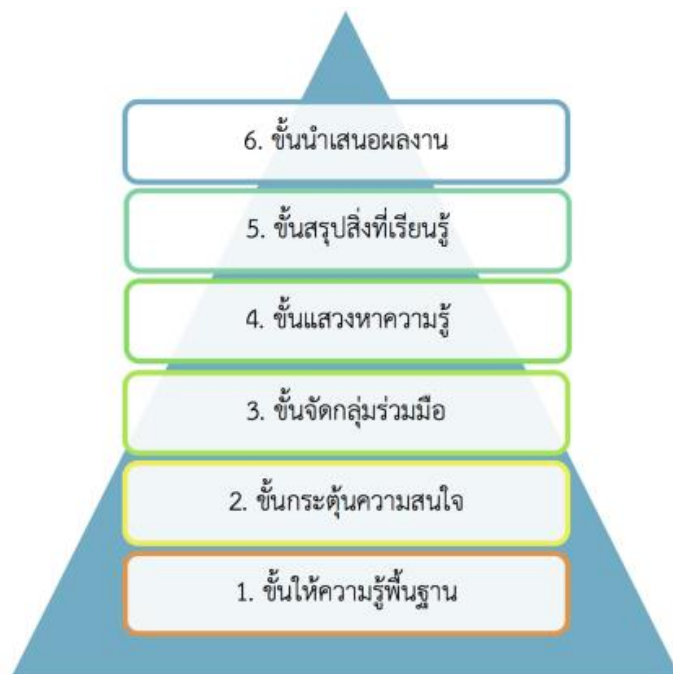 6. ขั้นนำเสนอผลงาน
5. ขั้นสรุปสิ่งที่เรียนรู้
4. ขั้นแสวงหาความรู้
3. ขั้นจัดกลุ่มร่วมมือ
2. ขั้นกระตุ้นความสนใจ
1. ขั้นให้ความรู้พื้นฐาน